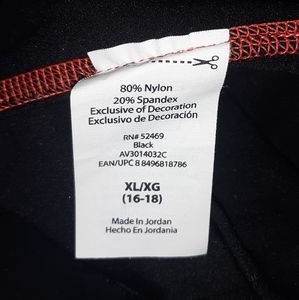 80% Nylon
20% Spandex
Exclusive of Decoration
Exclusivo de Decoración
RN# 52469
Black
AV3014032C
EAN/UPC 8 8496818786
XL/XG
(16-18)
Made In Jordan
Hecho En Jordania